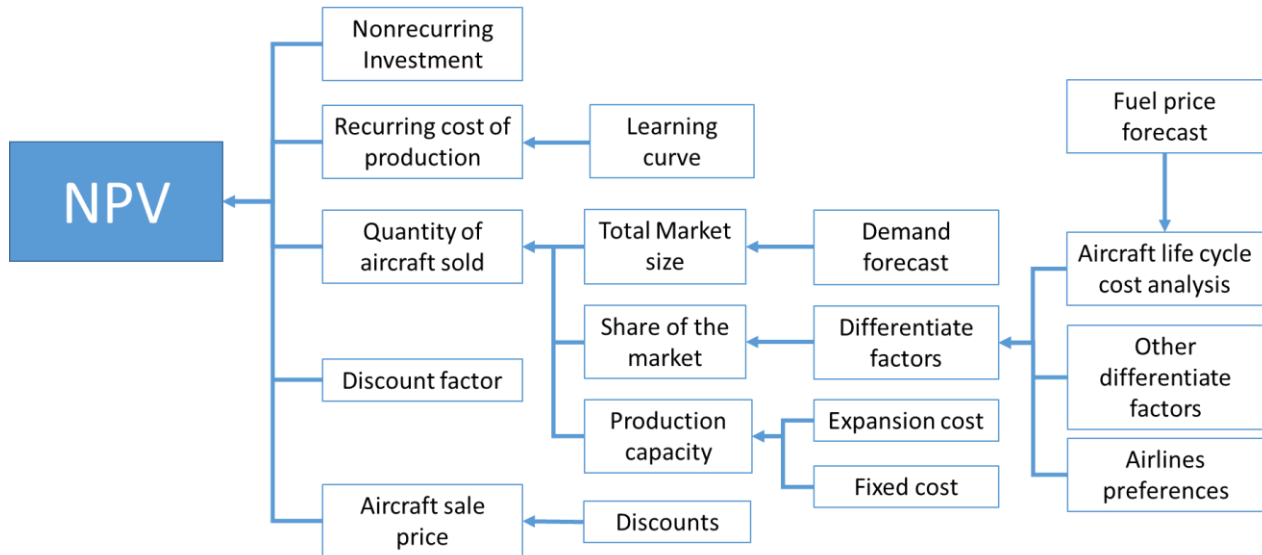 Nonrecurring
Investment
Fuel price
forecast
Recurring cost of
production
Learning
curve
NPV
Quantity of
aircraft sold
Total Market
size
Demand
forecast
Aircraft life cycle
cost analysis
Share of the
market
Differentiate
factors
Other
differentiate
factors
Discount factor
Production
capacity
Expansion cost
Fixed cost
Airlines
preferences
Aircraft sale
price
Discounts